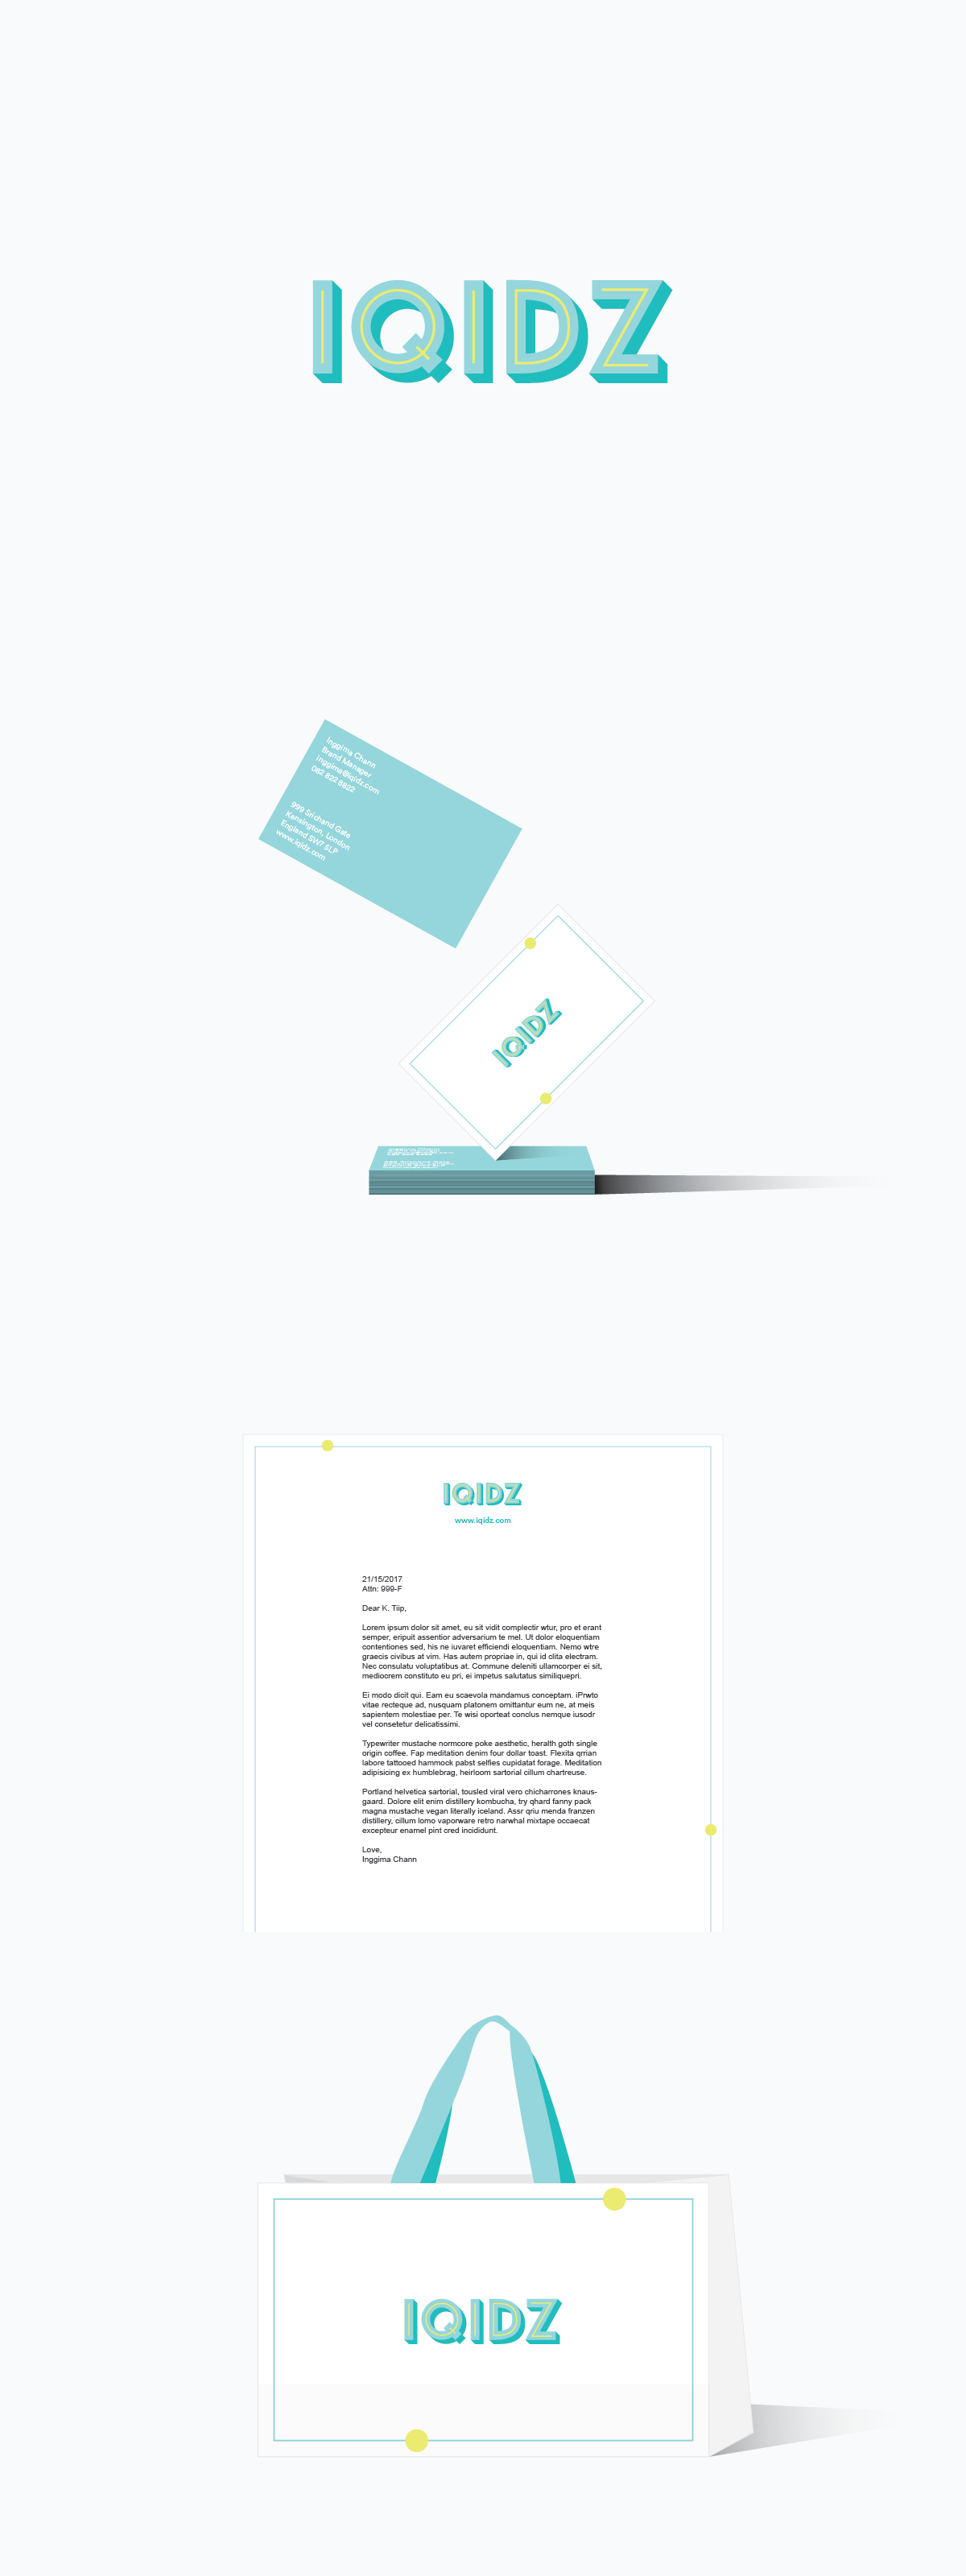 IQIDZ
Inggima Chann
Brand Manager
inggima@iqidz.com
082 822 8822
999 Srichand Gate
Kensington, London
England SW7 5LP
www.iqidz.com
IQIDZ
IQIDZ
www.iqidz.com
21/15/2017
Attn: 999-F
Dear K. Tiip,
Lorem ipsum dolor sit amet, eu sit vidit complectir wtur, pro et erant
semper, eripuit assentior adversarium te mel. Ut dolor eloquentiam
contentiones sed, his ne iuvaret efficiendi eloquentiam. Nemo wtre
graecis civibus at vim. Has autem propriae in, qui id clita electram.
Nec consulatu voluptatibus at. Commune deleniti ullamcorper ei sit,
mediocrem constituto eu pri, ei impetus salutatus similiquepri.
Ei modo dicit qui. Eam eu scaevola mandamus conceptam. iPrwto
vitae recteque ad, nusquam platonem omittantur eum ne, at meis
sapientem molestiae per. Te wisi oporteat conclus nemque iusodr
vel consetetur delicatissimi.
Typewriter mustache normcore poke aesthetic, heralth goth single
origin coffee. Fap meditation denim four dollar toast. Flexita qrrian
labore tattooed hammock pabst selfies cupidatat forage. Meditation
adipisicing ex humblebrag, heirloom sartorial cillum chartreuse.
Portland helvetica sartorial, tousled viral vero chicharrones knaus-
gaard. Dolore elit enim distillery kombucha, try qhard fanny pack
magna mustache vegan literally iceland. Assr qriu menda franzen
distillery, cillum lomo vaporware retro narwhal mixtape occaecat
excepteur enamel pint cred incididunt.
Love,
Inggima Chann
IQIDZ